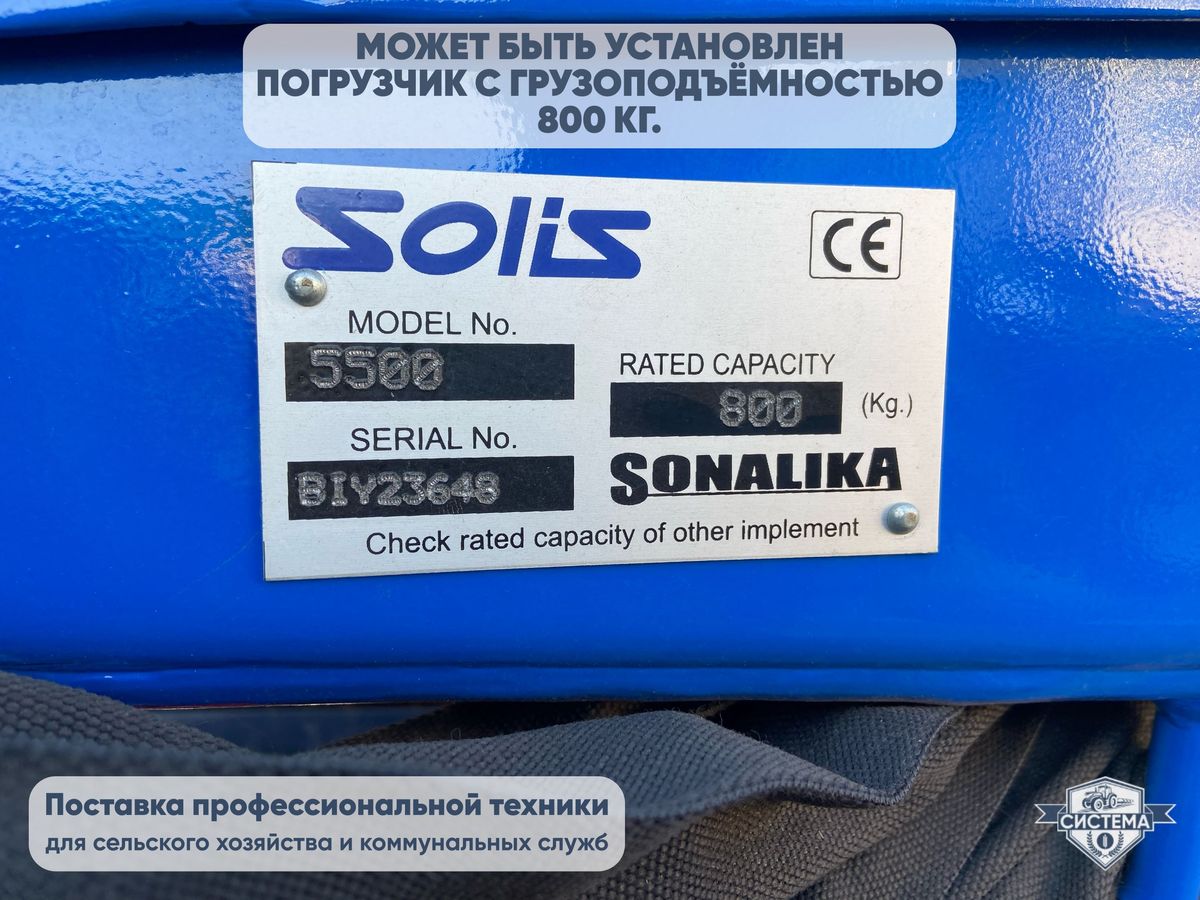 МОЖЕТ БЫТЬ УСТАНОВЛЕН
ПОГРУЗЧИК С ГРУЗОПОДЪЁМНОСТЬЮ
800 КГ.
Solis
CE
MODEL No.
5500
RATED CAPACITY
800 (Kg.)
SERIAL No.
BIY23648
SONALIKA
Check rated capacity of other implement
Поставка профессиональной техники
для сельского хозяйства и коммунальных служб
СИСТЕМА